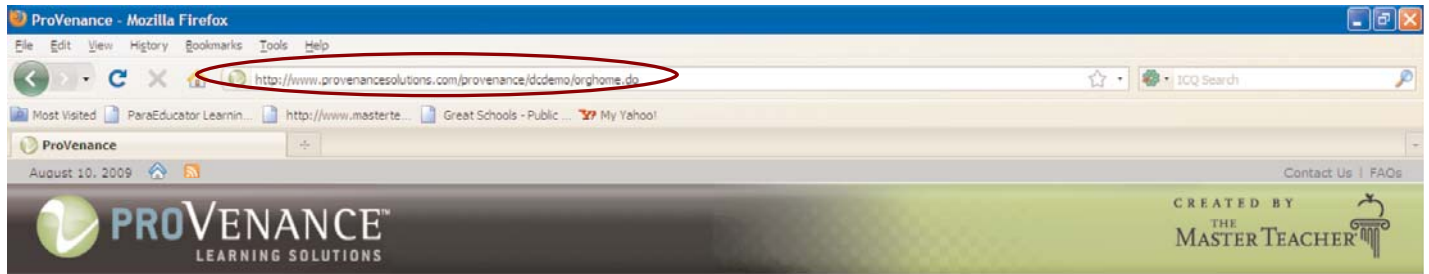 ProVenance - Mozilla Firefox
File Edit View History Bookmarks Tools Help
http://www.provenancesolutions.com/provenance/dcdemo/orghome.do
ICQ Search
Most Visited ParaEducator Learnin... http://www.masterte... Great Schools - Public ... My Yahoo!
ProVenance
August 10, 2009 Contact Us | FAQs
PROVENANCE™
LEARNING SOLUTIONS
CREATED BY
THE
MASTER TEACHER®